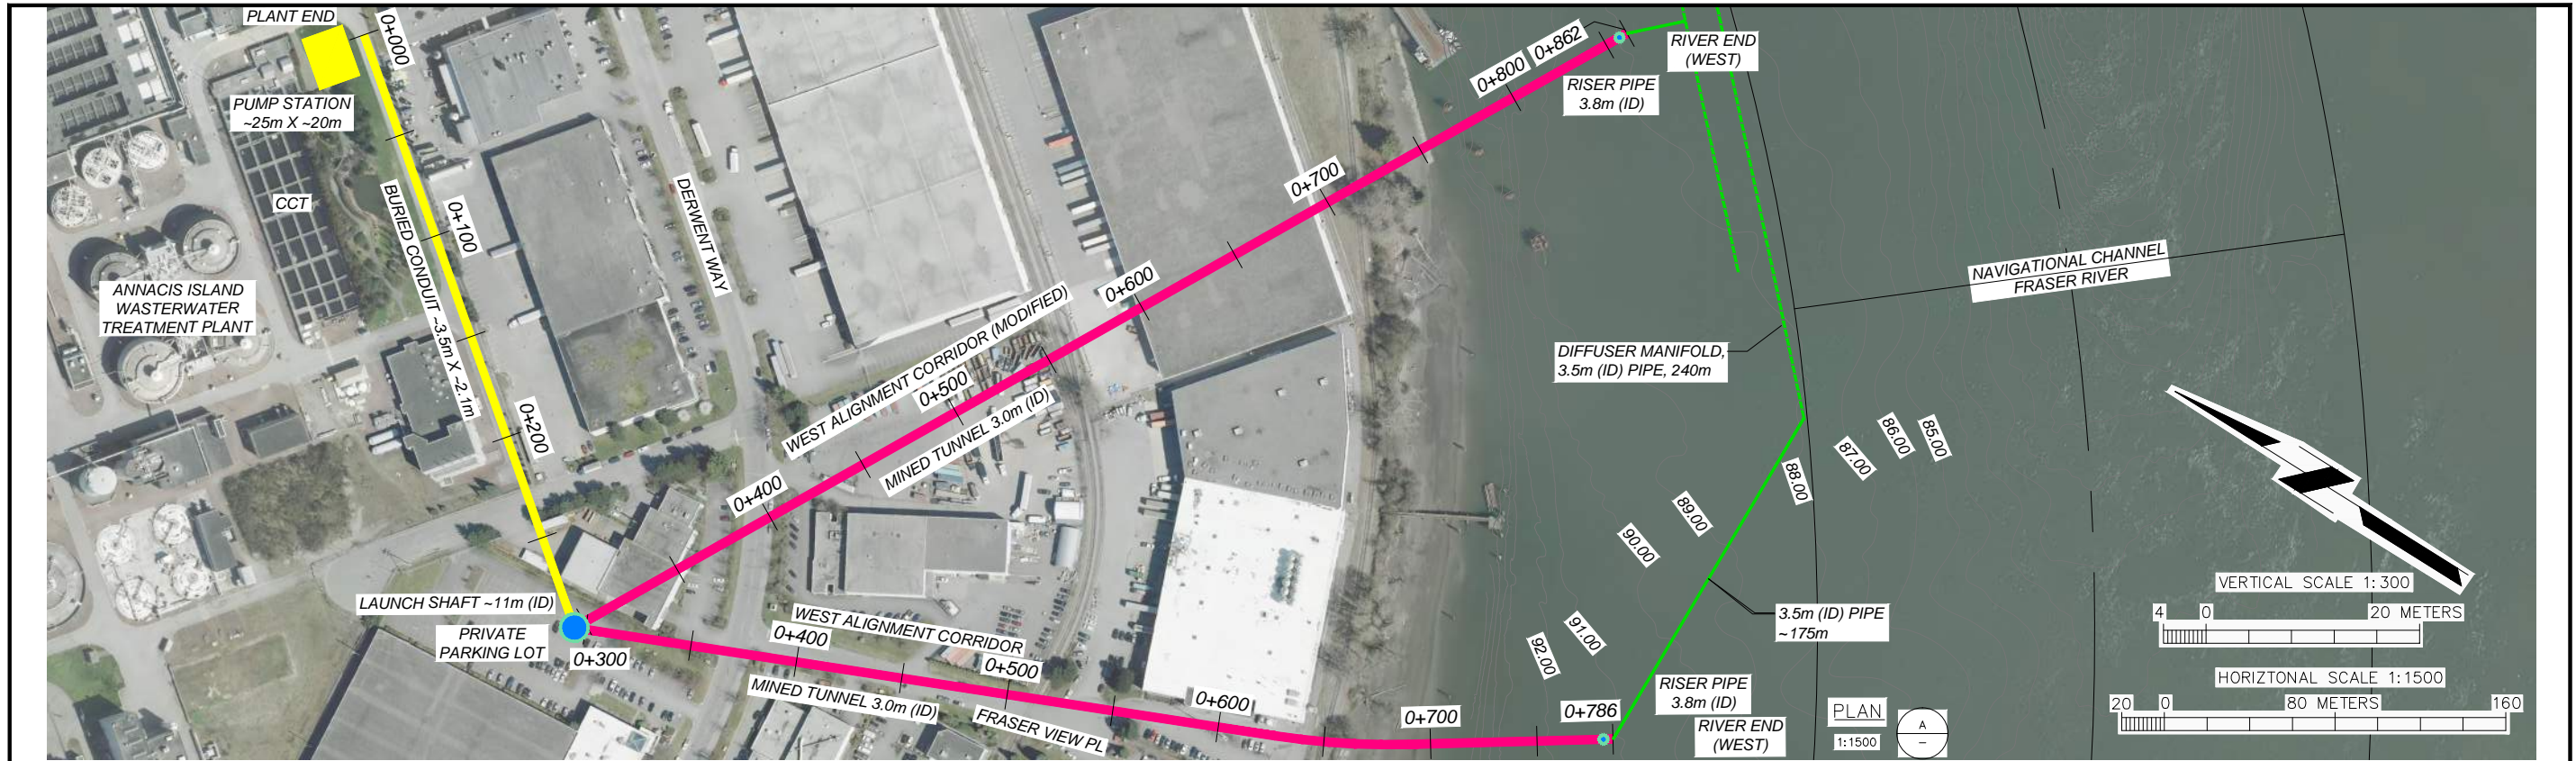 PLANT END
0+000
PUMP STATION
~25m X ~20m
CCT
BURIED CONDUIT ~3.5m X ~2.1m
0+100
0+200
ANNACIS ISLAND
WASTERWATER
TREATMENT PLANT
DERWENT WAY
LAUNCH SHAFT ~11m (ID)
PRIVATE
PARKING LOT
0+300
WEST ALIGNMENT CORRIDOR (MODIFIED)
0+400
0+500
MINED TUNNEL 3.0m (ID)
0+600
0+700
0+800
0+862
RISER PIPE
3.8m (ID)
RIVER END
(WEST)
WEST ALIGNMENT CORRIDOR
0+400
0+500
MINED TUNNEL 3.0m (ID)
FRASER VIEW PL
0+600
0+700
0+786
RISER PIPE
3.8m (ID)
RIVER END
(WEST)
DIFFUSER MANIFOLD,
3.5m (ID) PIPE, 240m
NAVIGATIONAL CHANNEL
FRASER RIVER
85.00
86.00
87.00
88.00
89.00
90.00
91.00
92.00
3.5m (ID) PIPE
~175m
PLAN
1:1500
A
–
VERTICAL SCALE 1:300
4 0 20 METERS
HORIZTONAL SCALE 1:1500
20 0 80 METERS 160